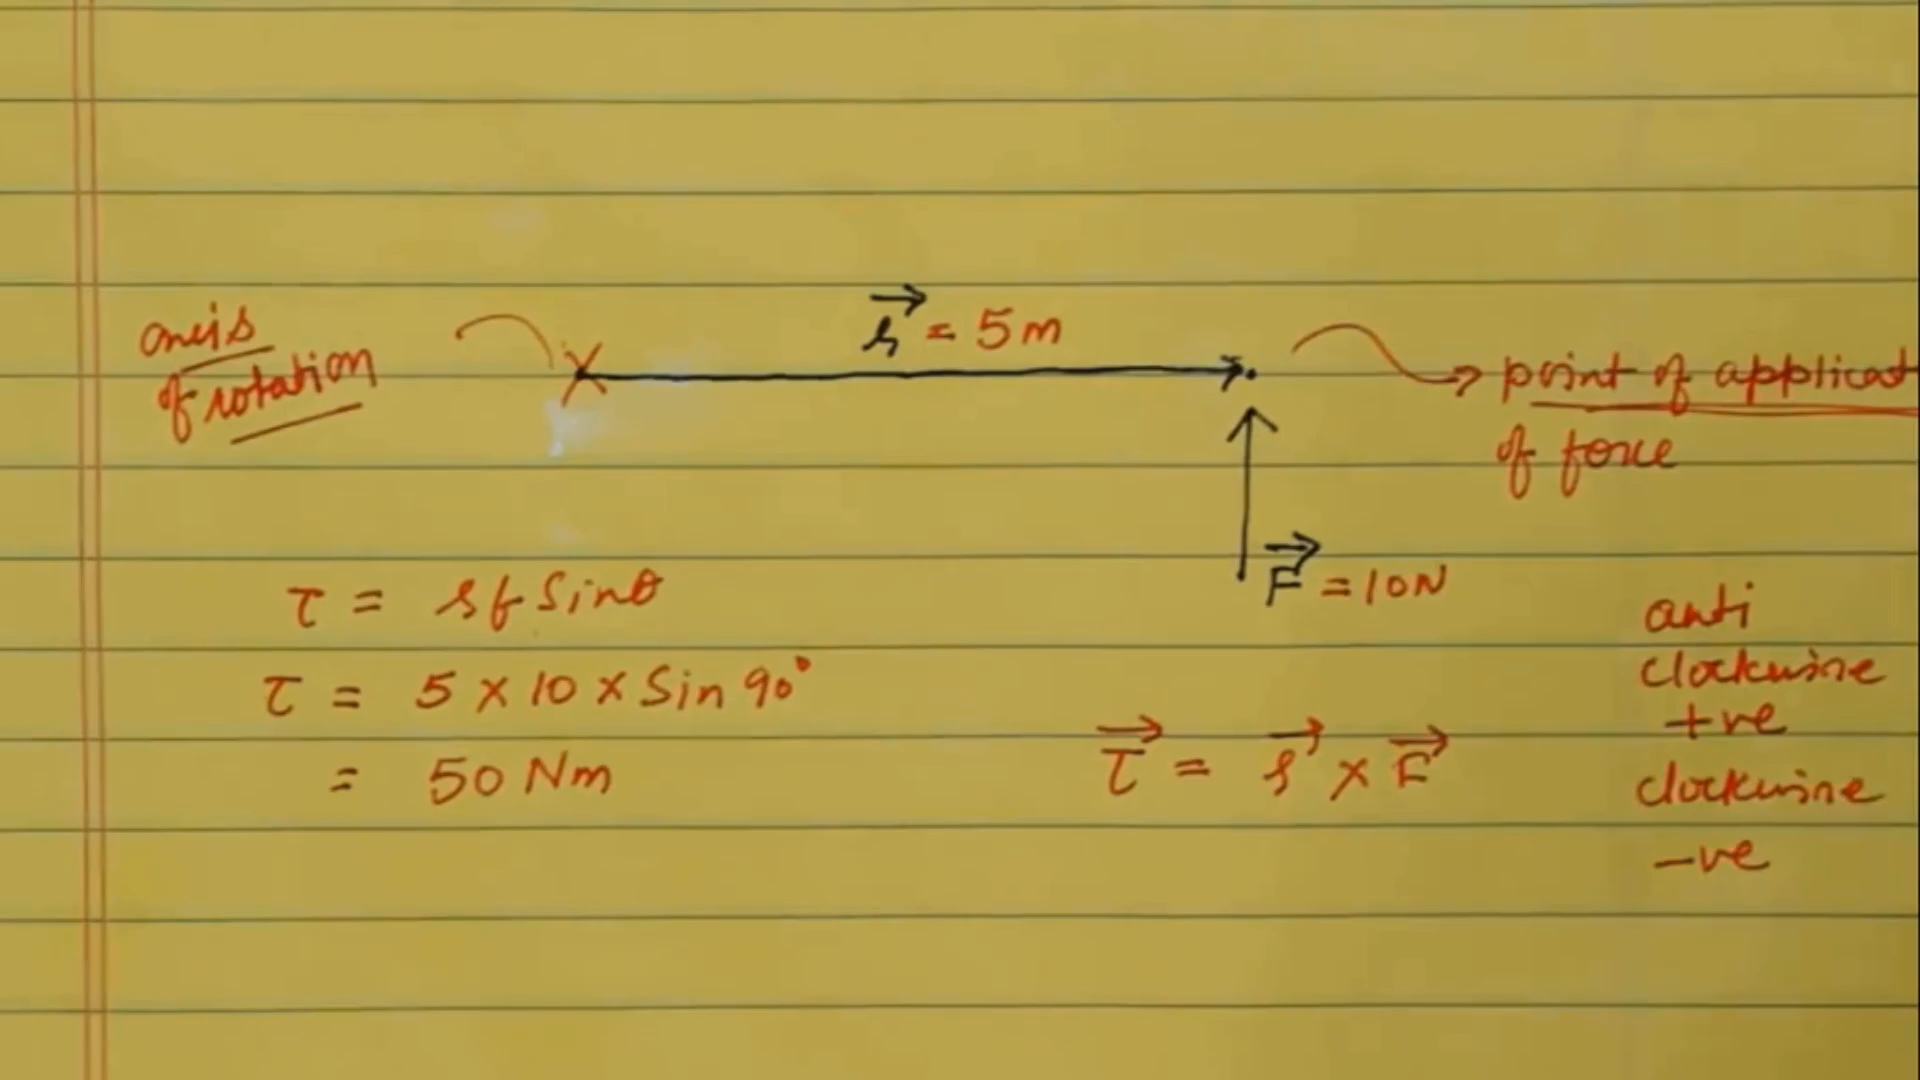 axis
of rotation
r⃗ = 5m
point of applicat
of force
F⃗ = 10N
τ = rf Sinθ
τ = 5 × 10 × Sin 90°
= 50 Nm
τ⃗ = r⃗ × F⃗
anti
clockwise
+ve
clockwise
-ve